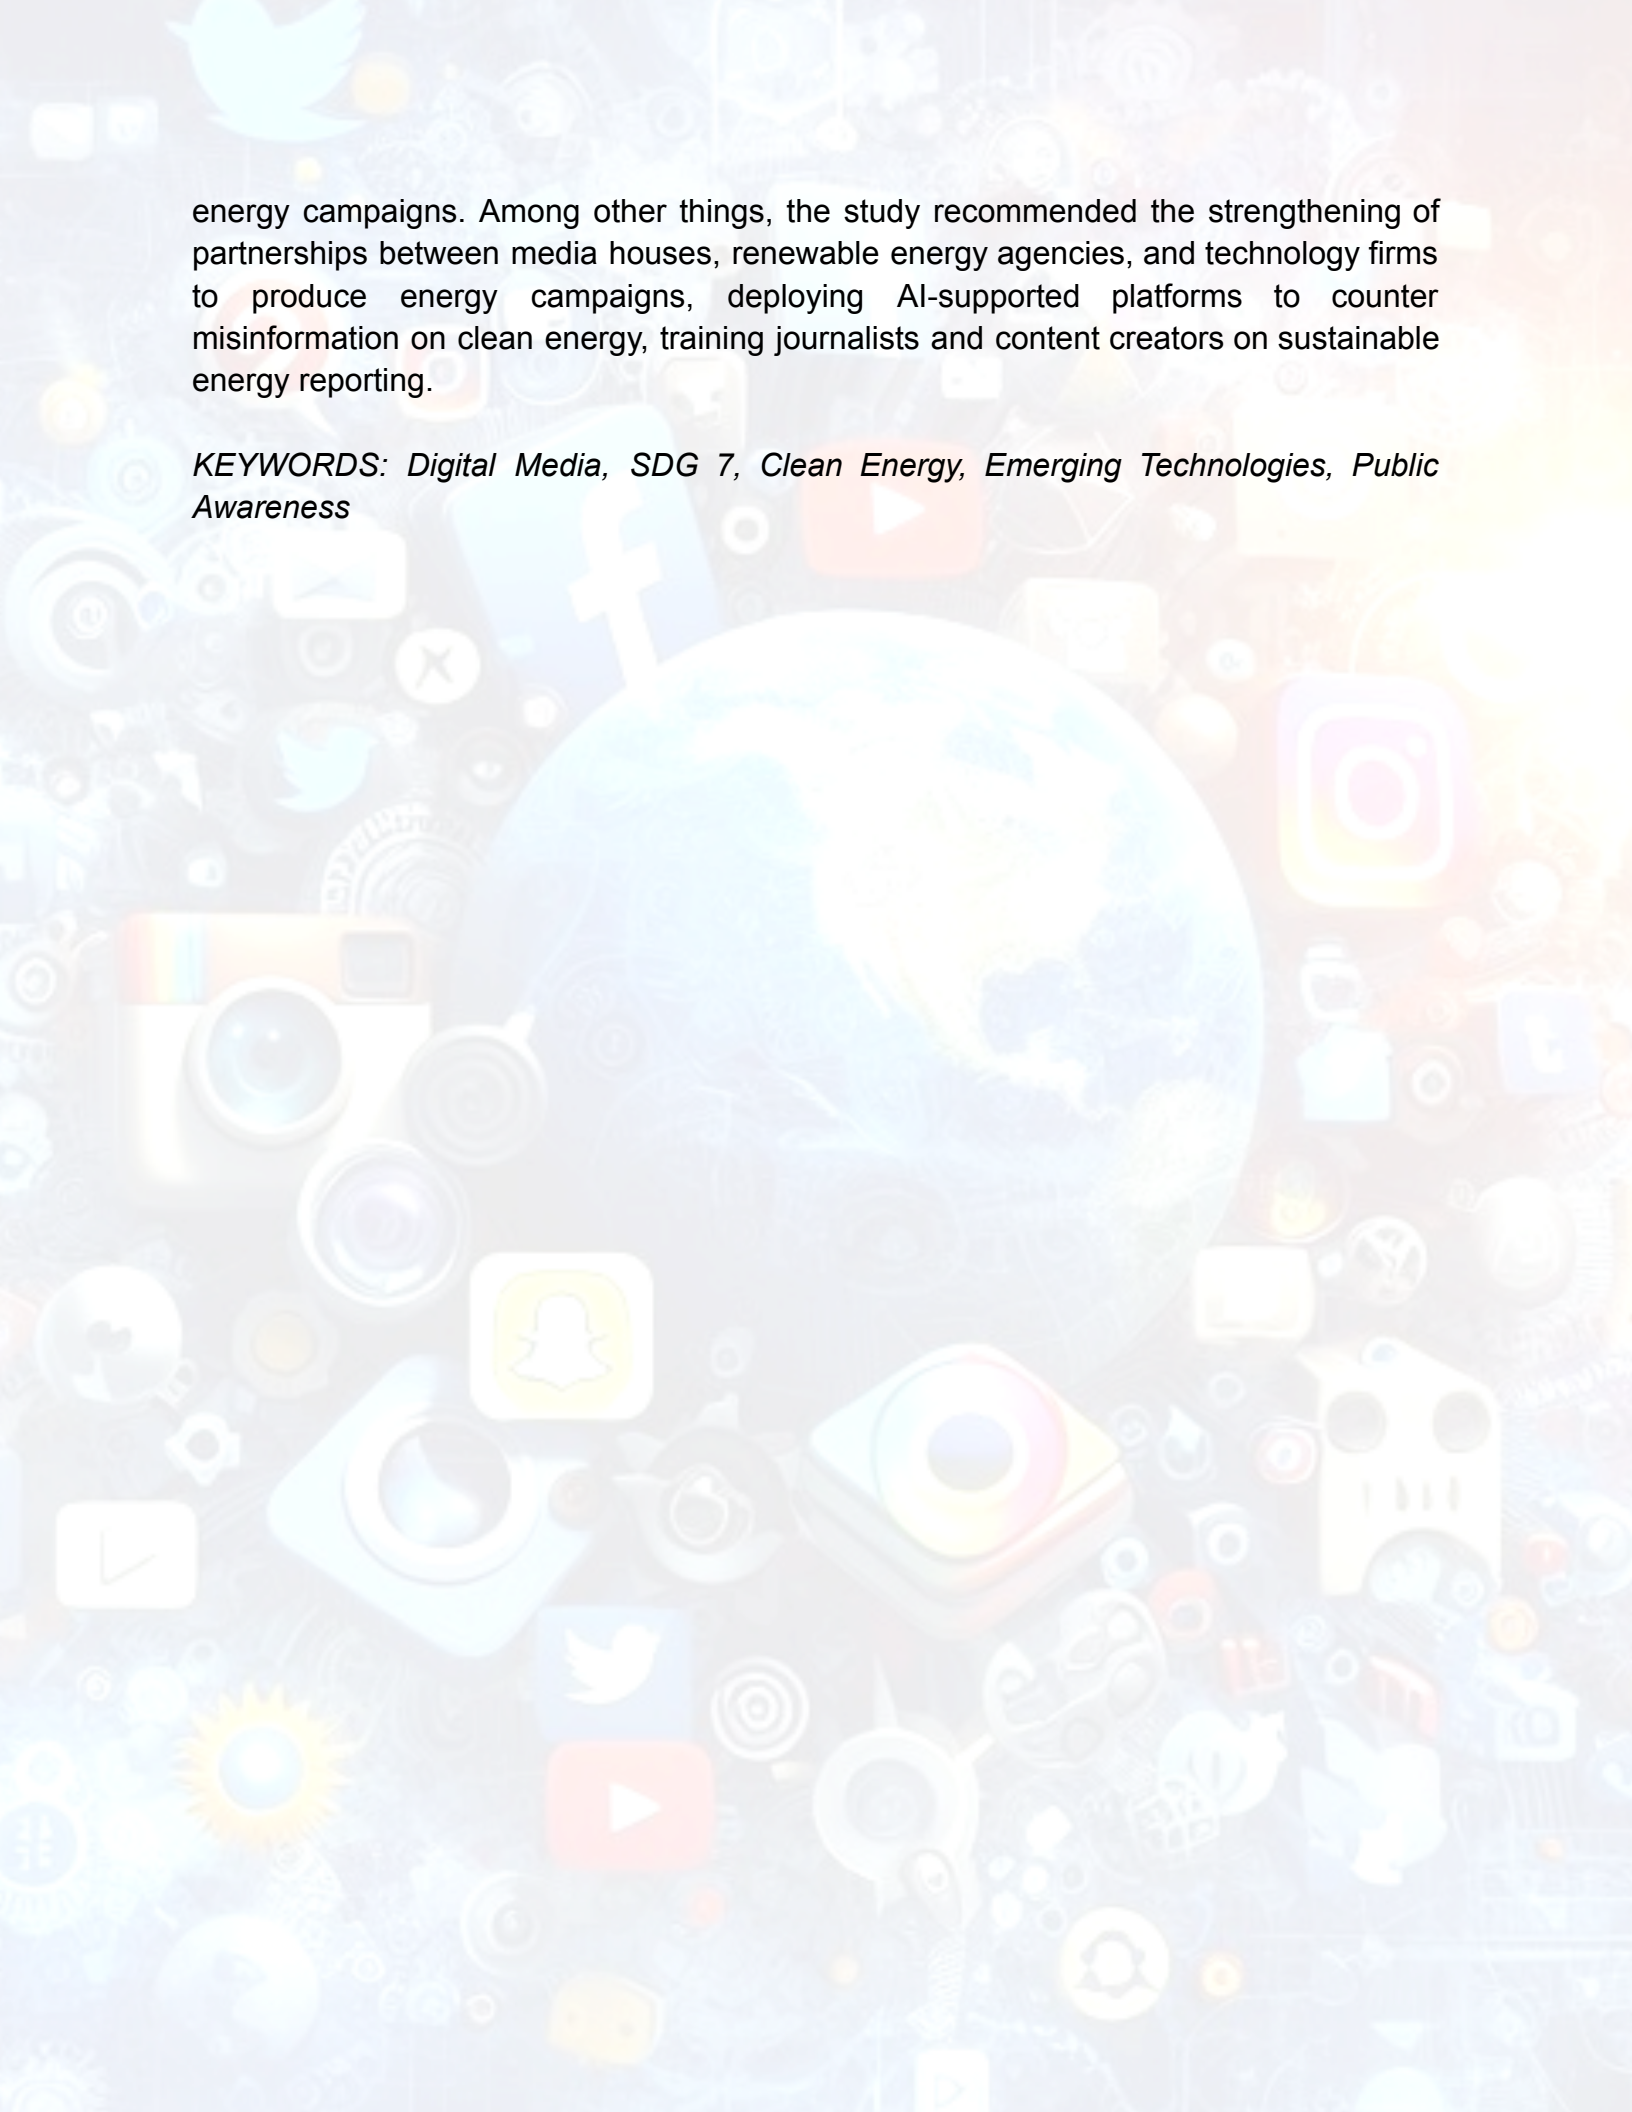 energy campaigns. Among other things, the study recommended the strengthening of
partnerships between media houses, renewable energy agencies, and technology firms
to produce energy campaigns, deploying AI-supported platforms to counter
misinformation on clean energy, training journalists and content creators on sustainable
energy reporting.
KEYWORDS: Digital Media, SDG 7, Clean Energy, Emerging Technologies, Public
Awareness